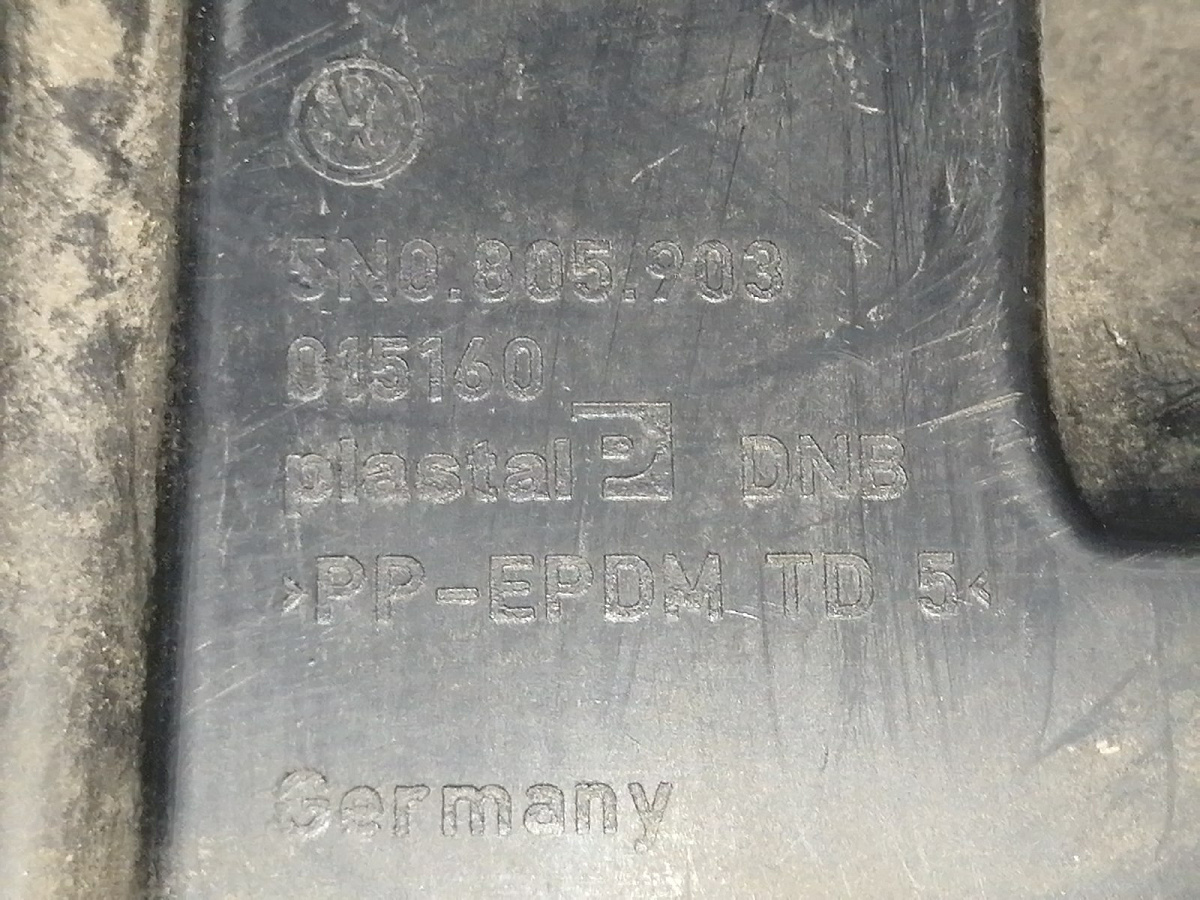 5N0.805.903
015160
plastal P DNB
>PP-EPDM TD 5<
Germany